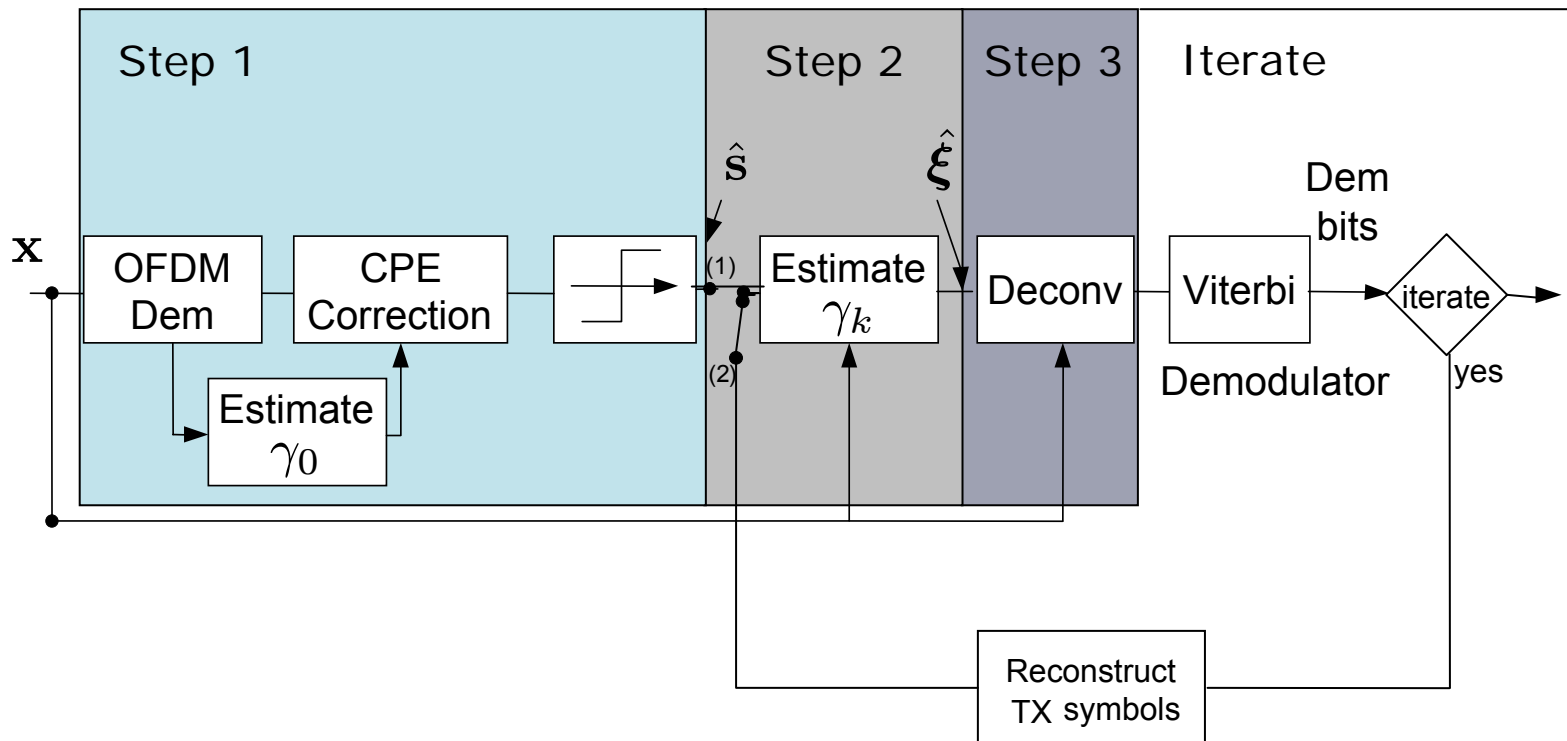 Step 1
Step 2
Step 3
Iterate
ŝ
ξ̂
Dem
bits
x
OFDM
Dem
CPE
Correction
(1)
Estimate
γk
Deconv
Viterbi
iterate
(2)
Demodulator
yes
Estimate
γ0
Reconstruct
TX symbols